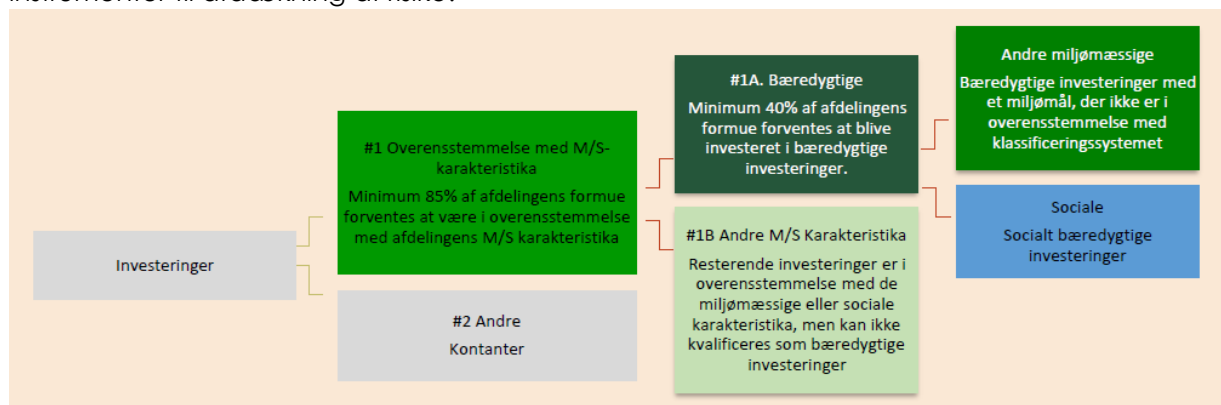 Investeringer
#1 Overensstemmelse med M/S-
karakteristika
Minimum 85% af afdelingens formue
forventes at være i overensstemmelse
med afdelingens M/S karakteristika
#2 Andre
Kontanter
#1A. Bæredygtige
Minimum 40% af afdelingens
formue forventes at blive
investeret i bæredygtige
investeringer.
#1B Andre M/S Karakteristika
Resterende investeringer er i
overensstemmelse med de
miljømæssige eller sociale
karakteristika, men kan ikke
kvalificeres som bæredygtige
investeringer
Andre miljømæssige
Bæredygtige investeringer med
et miljømål, der ikke er i
overensstemmelse med
klassificeringssystemet
Sociale
Socialt bæredygtige
investeringer